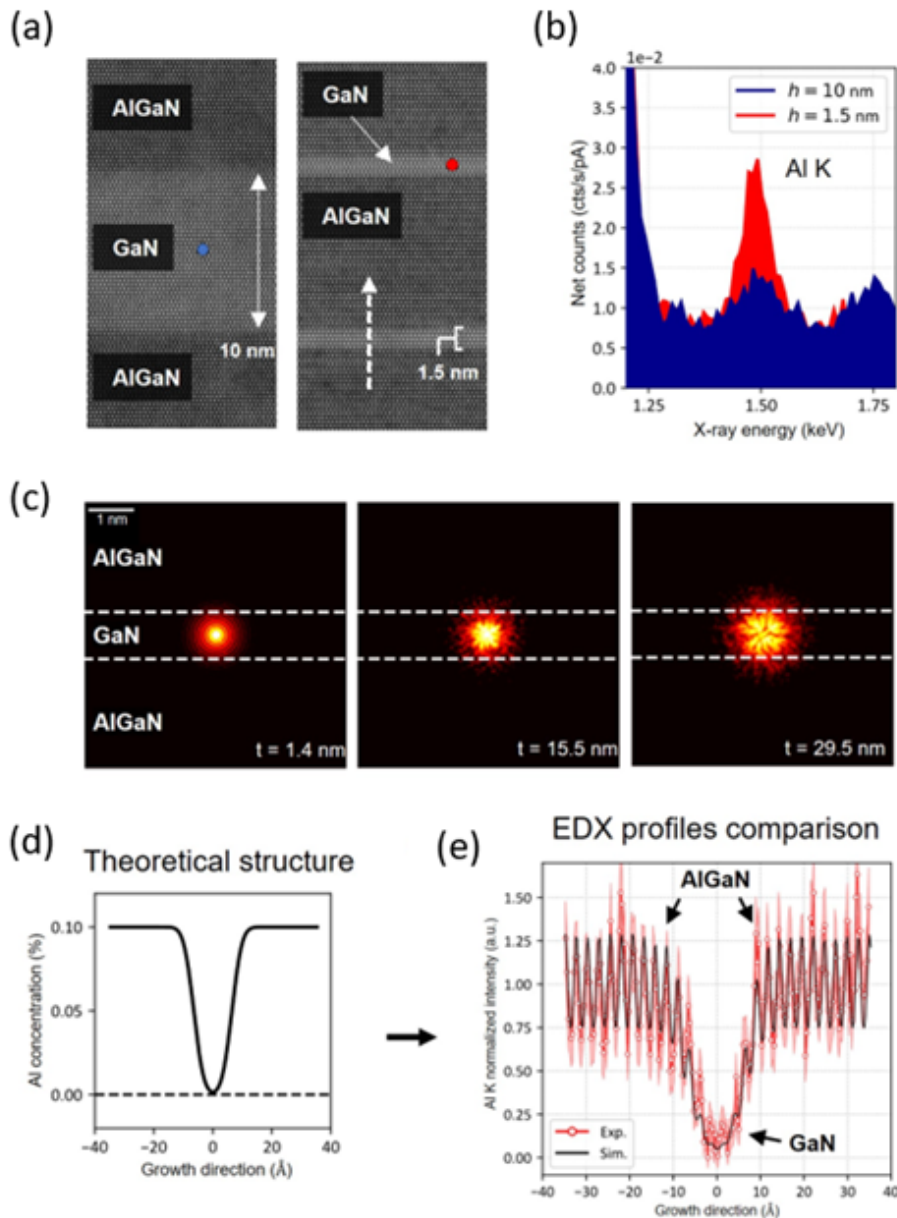 (a)
AlGaN
GaN
10 nm
AlGaN
GaN
AlGaN
1.5 nm
(b)
1e−2
4.0
3.5
3.0
2.5
2.0
1.5
1.0
0.5
0.0
Net counts (cts/s/pA)
h = 10 nm
h = 1.5 nm
Al K
1.25 1.50 1.75
X-ray energy (keV)
(c)
1 nm
AlGaN
GaN
AlGaN
t = 1.4 nm
t = 15.5 nm
t = 29.5 nm
(d)
Theoretical structure
Al concentration (%)
0.10
0.05
0.00
−40 −20 0 20 40
Growth direction (Å)
(e)
EDX profiles comparison
Al K normalized intensity (a.u.)
1.50
1.25
1.00
0.75
0.50
0.25
0.00
AlGaN
GaN
Exp.
Sim.
−40 −30 −20 −10 0 10 20 30 40
Growth direction (Å)